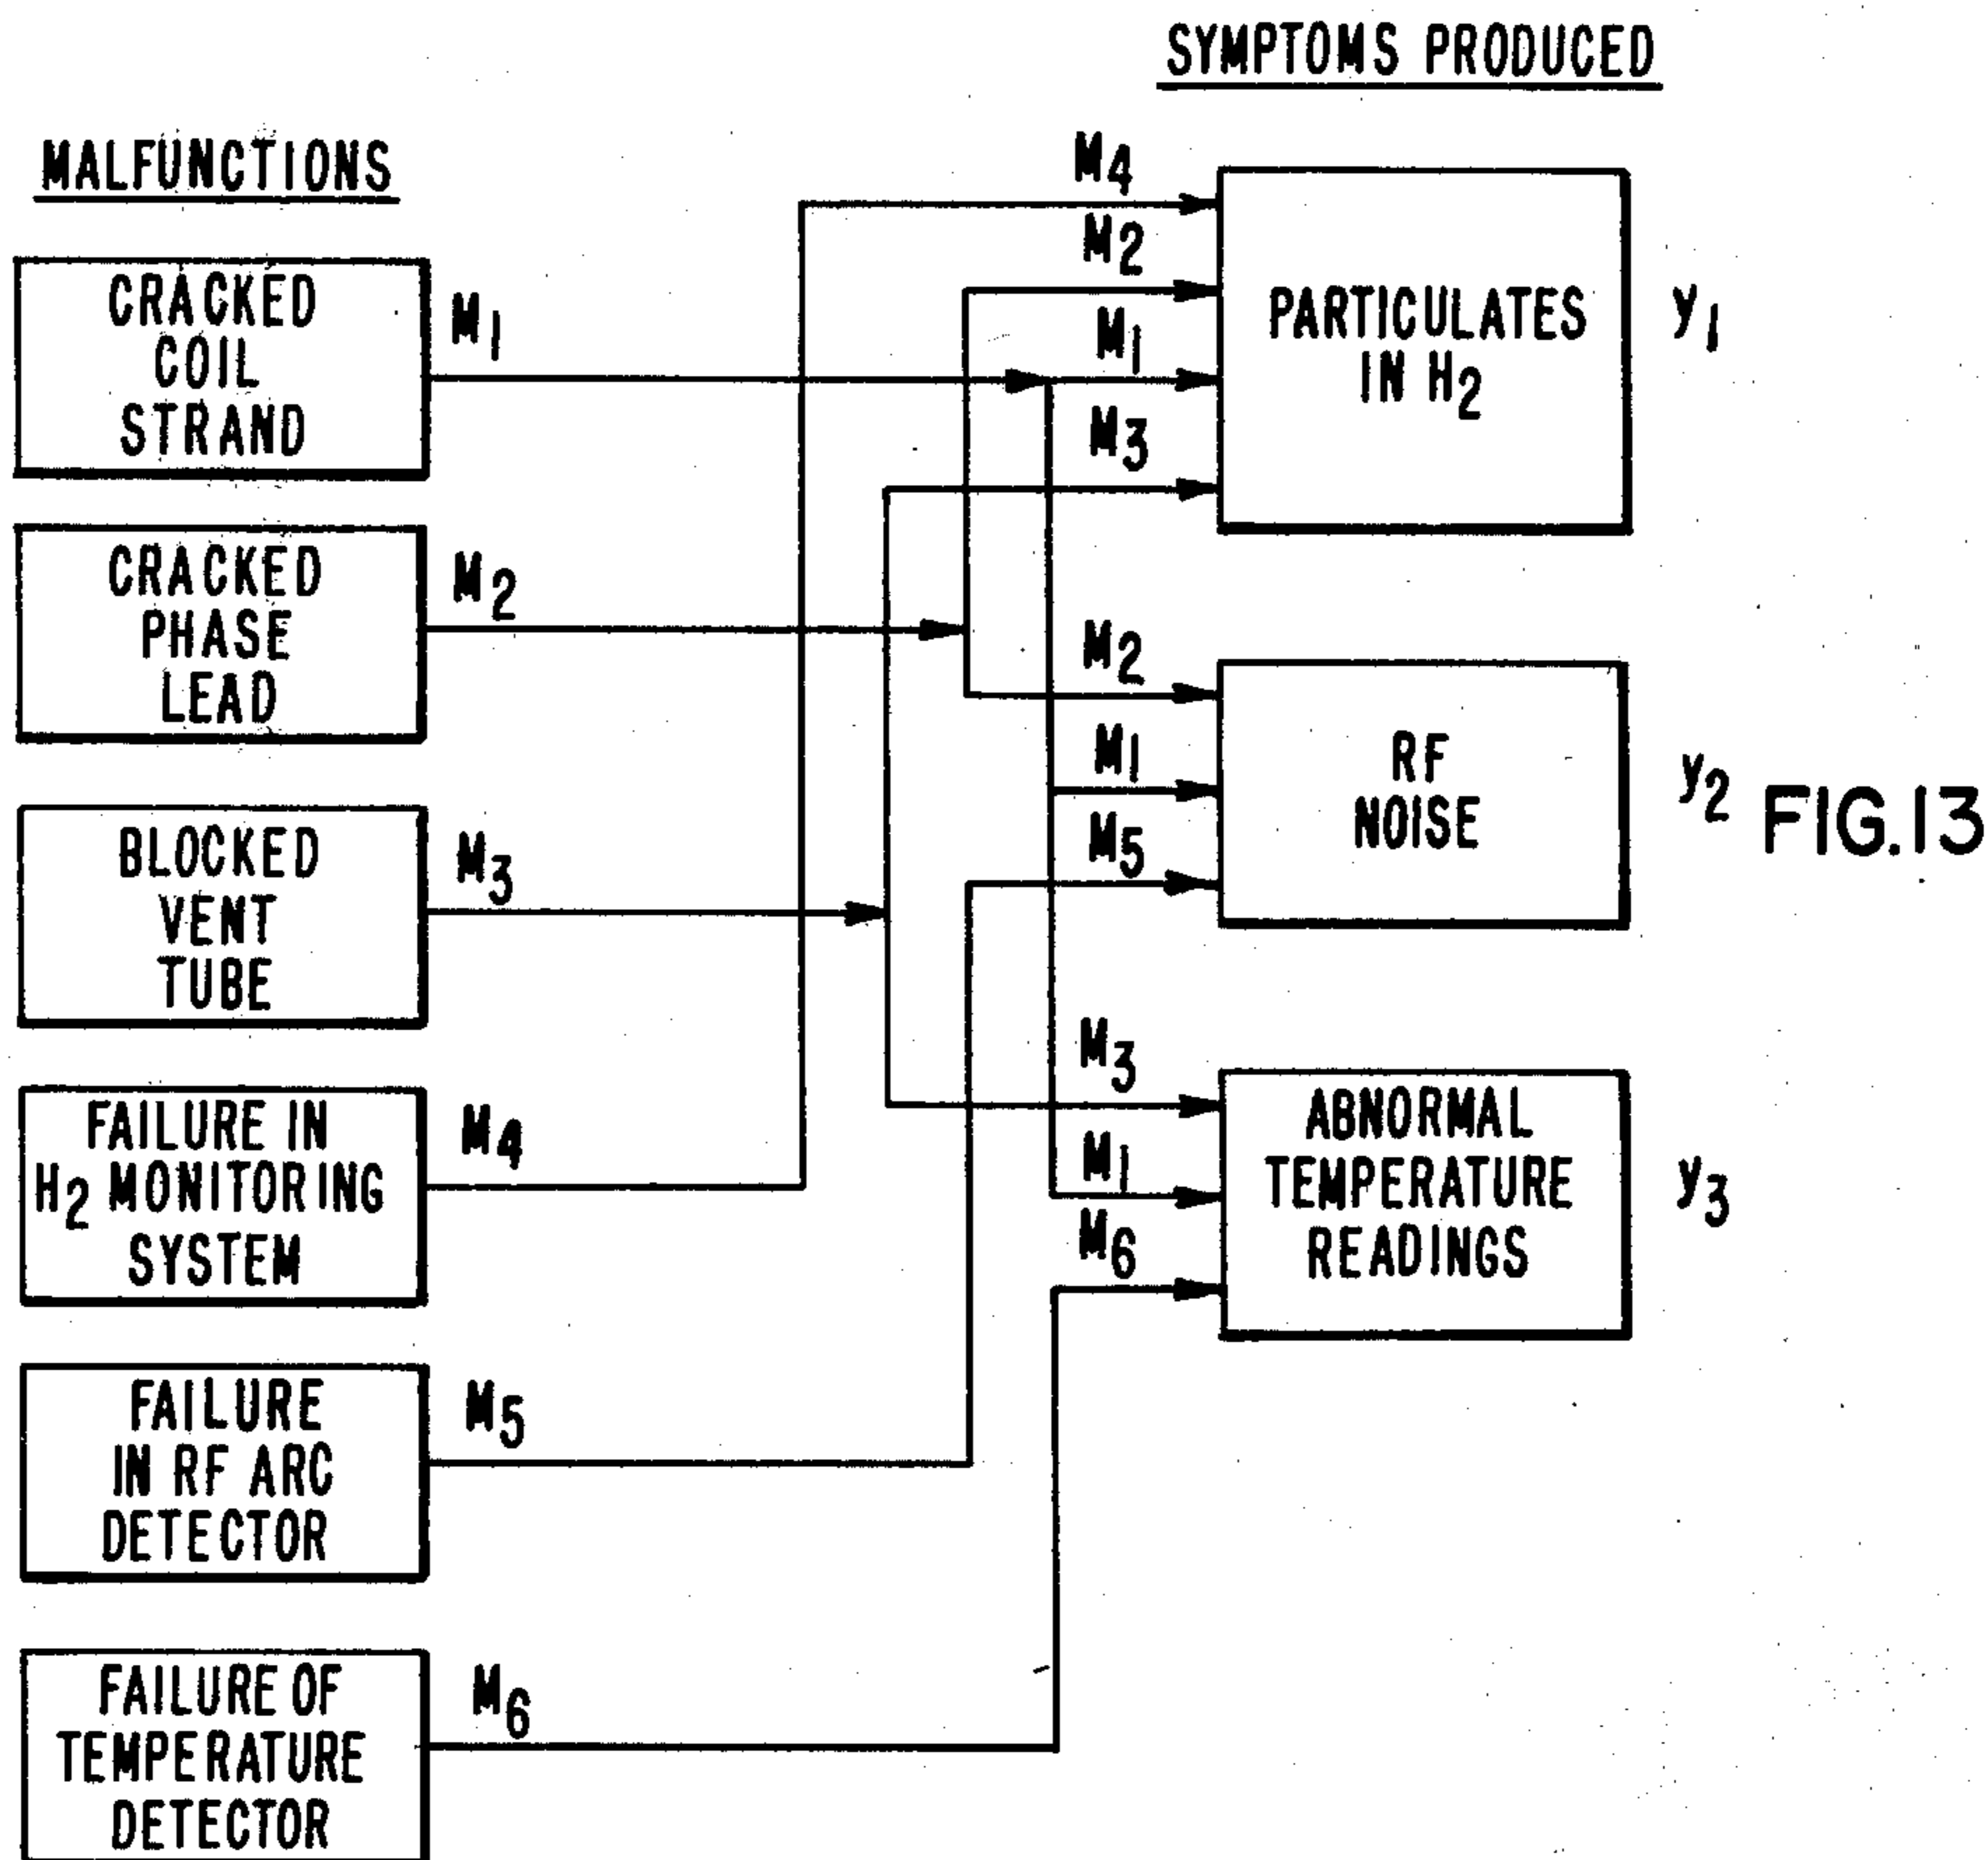 SYMPTOMS PRODUCED
MALFUNCTIONS
CRACKED
COIL
STRAND
M1
CRACKED
PHASE
LEAD
M2
BLOCKED
VENT
TUBE
M3
FAILURE IN
H2 MONITORING
SYSTEM
M4
FAILURE
IN RF ARC
DETECTOR
M5
FAILURE OF
TEMPERATURE
DETECTOR
M6
M4
M2
M1
M3
PARTICULATES
IN H2
y1
M2
M1
M5
RF
NOISE
y2
M3
M1
M6
ABNORMAL
TEMPERATURE
READINGS
y3
FIG.13